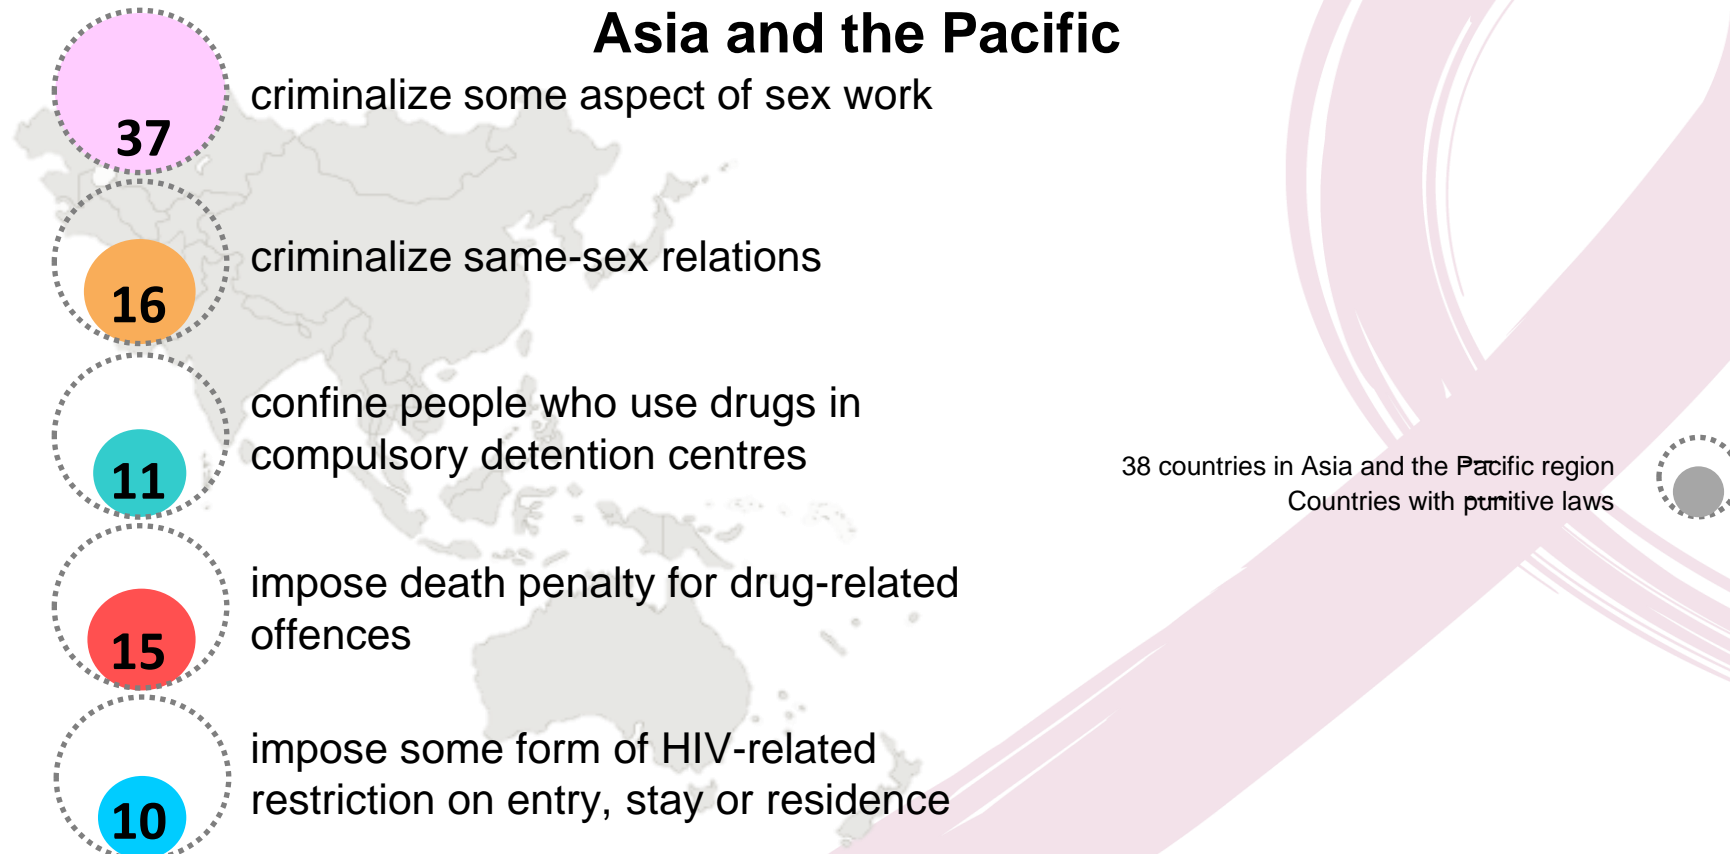 Asia and the Pacific
37
criminalize some aspect of sex work
16
criminalize same-sex relations
11
confine people who use drugs in
compulsory detention centres
15
impose death penalty for drug-related
offences
10
impose some form of HIV-related
restriction on entry, stay or residence
38 countries in Asia and the Pacific region
Countries with punitive laws